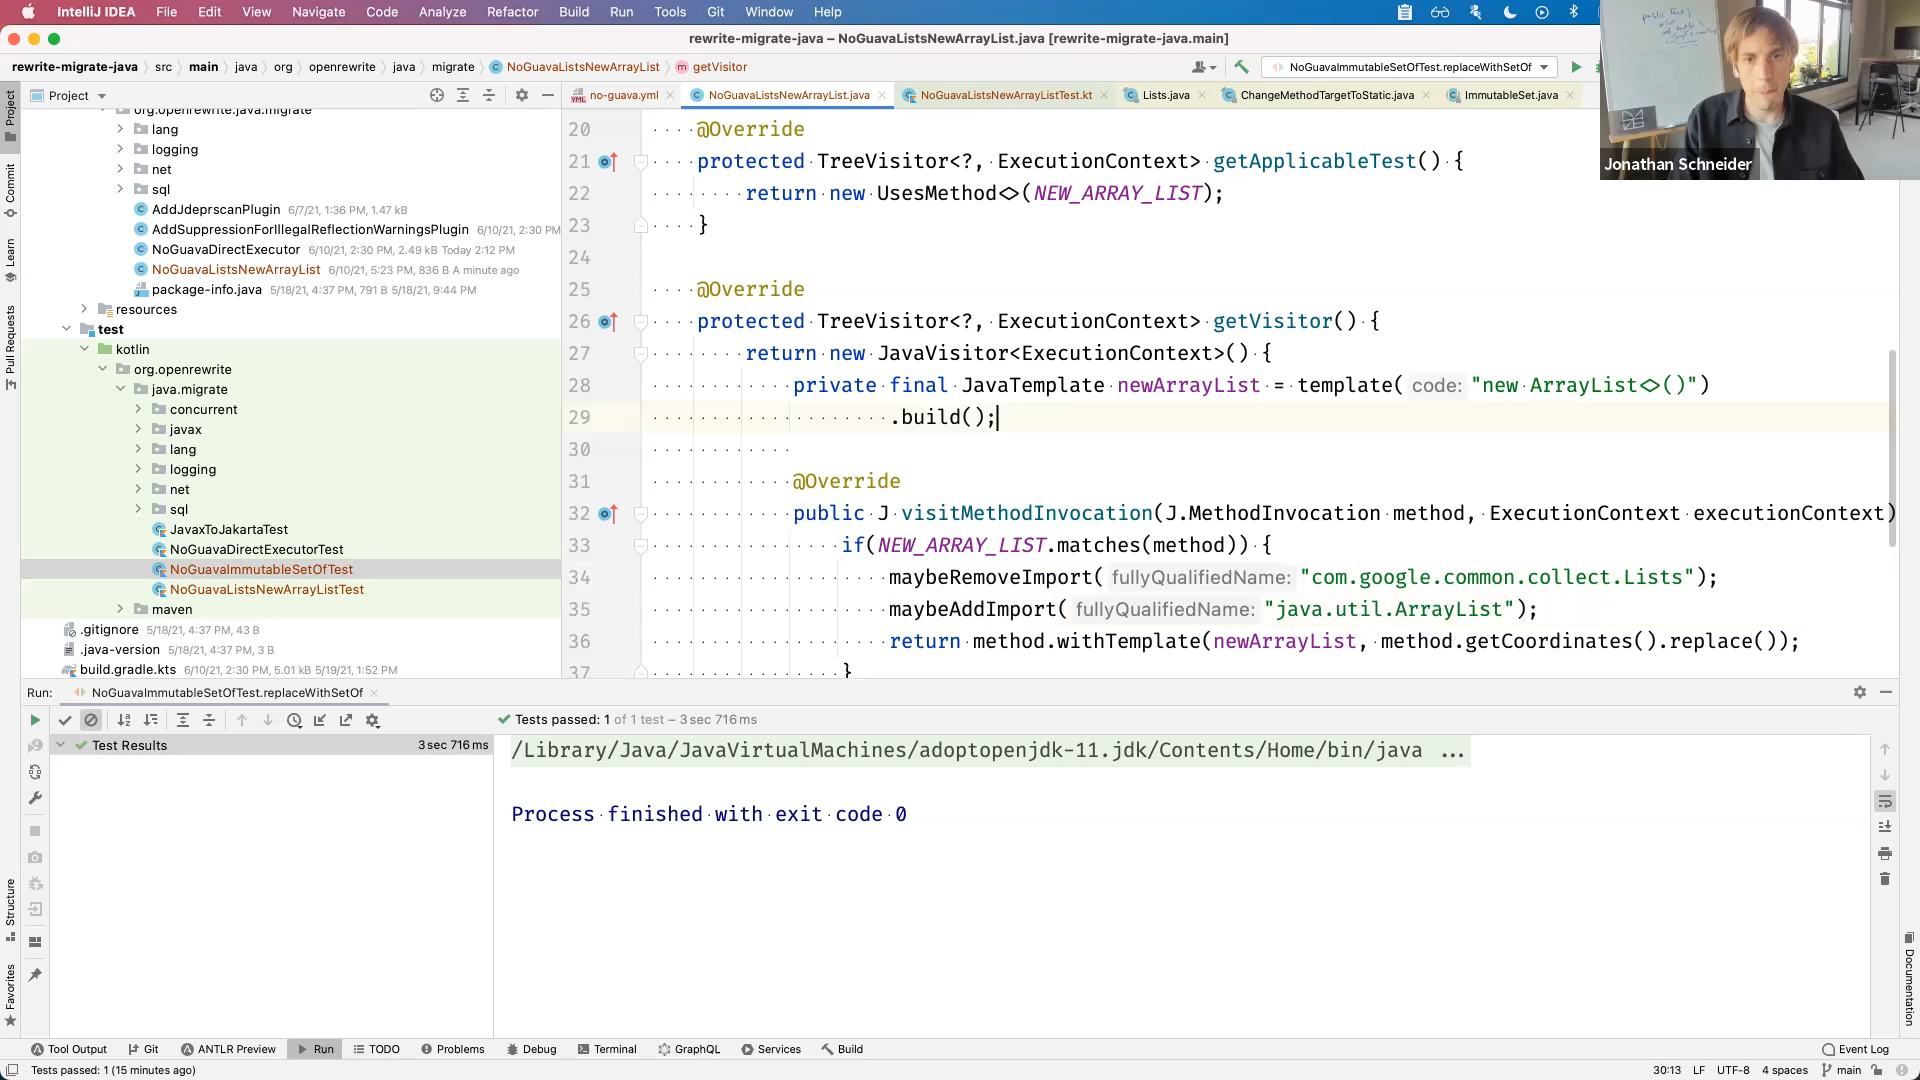 IntelliJ IDEA File Edit View Navigate Code Analyze Refactor Build Run Tools Git Window Help
rewrite-migrate-java – NoGuavaListsNewArrayList.java [rewrite-migrate-java.main]
rewrite-migrate-java src main java org openrewrite java migrate NoGuavaListsNewArrayList getVisitor
NoGuavaImmutableSetOfTest.replaceWithSetOf
Project
no-guava.yml NoGuavaListsNewArrayList.java NoGuavaListsNewArrayListTest.kt Lists.java ChangeMethodTargetToStatic.java ImmutableSet.java
Jonathan Schneider
Project
Commit
Learn
Pull Requests
Structure
Favorites
org.openrewrite.java.migrate
lang
logging
net
sql
AddJdeprscanPlugin 6/7/21, 1:36 PM, 1.47 kB
AddSuppressionForIllegalReflectionWarningsPlugin 6/10/21, 2:30 PM
NoGuavaDirectExecutor 6/10/21, 2:30 PM, 2.49 kB Today 2:12 PM
NoGuavaListsNewArrayList 6/10/21, 5:23 PM, 836 B A minute ago
package-info.java 5/18/21, 4:37 PM, 791 B 5/18/21, 9:44 PM
resources
test
kotlin
org.openrewrite
java.migrate
concurrent
javax
lang
logging
net
sql
JavaxToJakartaTest
NoGuavaDirectExecutorTest
NoGuavaImmutableSetOfTest
NoGuavaListsNewArrayListTest
maven
.gitignore 5/18/21, 4:37 PM, 43 B
.java-version 5/18/21, 4:37 PM, 3 B
build.gradle.kts 6/10/21, 2:30 PM, 5.01 kB 5/19/21, 1:52 PM
20 @Override
21 protected TreeVisitor<?, ExecutionContext> getApplicableTest() {
22 return new UsesMethod<>(NEW_ARRAY_LIST);
23 }
24
25 @Override
26 protected TreeVisitor<?, ExecutionContext> getVisitor() {
27 return new JavaVisitor<ExecutionContext>() {
28 private final JavaTemplate newArrayList = template( code: "new ArrayList<>()")
29 .build();
30
31 @Override
32 public J visitMethodInvocation(J.MethodInvocation method, ExecutionContext executionContext)
33 if(NEW_ARRAY_LIST.matches(method)) {
34 maybeRemoveImport( fullyQualifiedName: "com.google.common.collect.Lists");
35 maybeAddImport( fullyQualifiedName: "java.util.ArrayList");
36 return method.withTemplate(newArrayList, method.getCoordinates().replace());
37 }
Run: NoGuavaImmutableSetOfTest.replaceWithSetOf
Tests passed: 1 of 1 test – 3 sec 716 ms
Test Results 3 sec 716 ms
/Library/Java/JavaVirtualMachines/adoptopenjdk-11.jdk/Contents/Home/bin/java ...
Process finished with exit code 0
Documentation
Tool Output Git ANTLR Preview Run TODO Problems Debug Terminal GraphQL Services Build Event Log
Tests passed: 1 (15 minutes ago) 30:13 LF UTF-8 4 spaces main